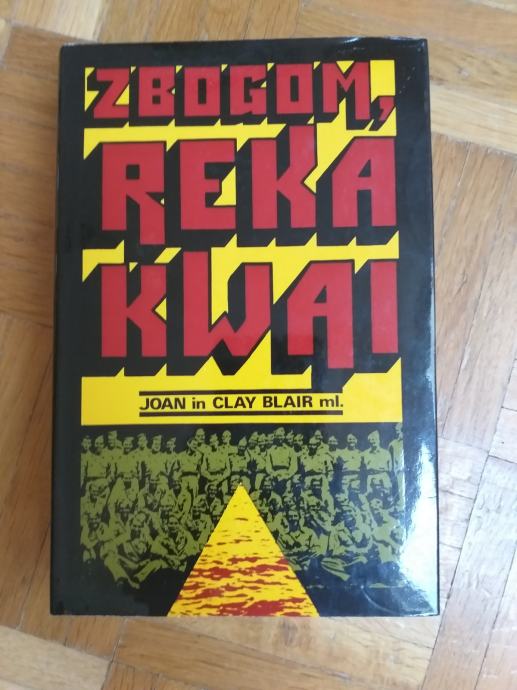 ZBOGOM,
REKA
KWAI
JOAN in CLAY BLAIR ml.